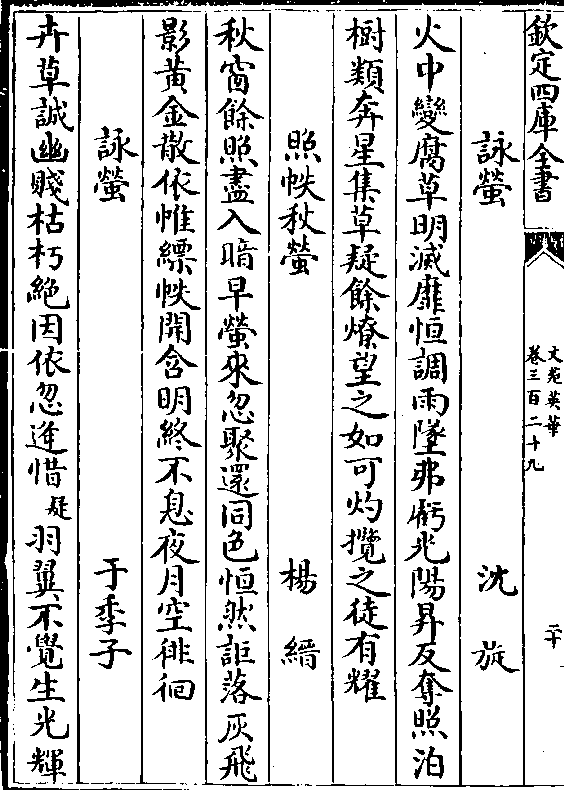 欽定四庫全書
文苑英華
卷三百二十九
二十
詠螢 沈旋
火中變腐草明滅靡恒調雨墜弗虧光陽昇反奪照泊
樹類奔星集草疑餘燎望之如可灼攬之徒有耀
照帙秋螢 楊縉
秋窗餘照盡入暗早螢來忽聚還同色恒然詎落灰飛
影黃金散依帷縹帙開含明終不息夜月空徘徊
詠螢 于季子
卉草誠幽賤枯朽絕因依忽逢惜疑羽翼不覺生光輝